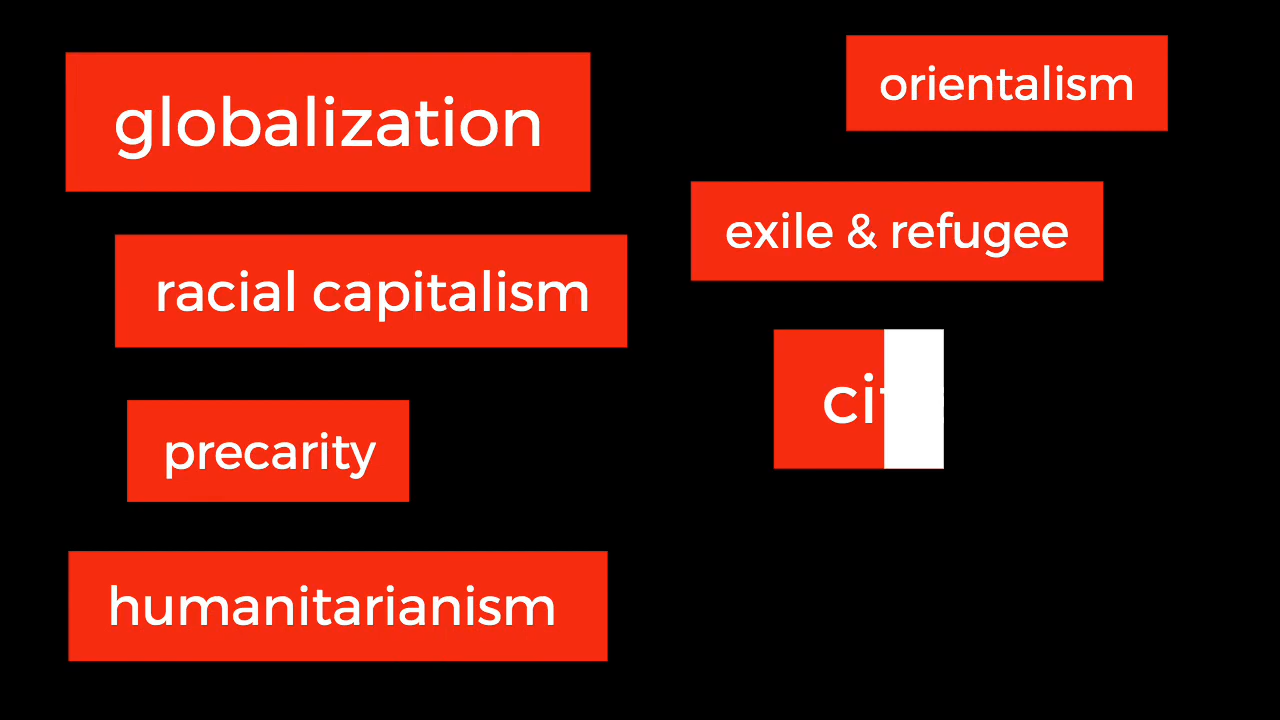 globalization
racial capitalism
precarity
humanitarianism
orientalism
exile & refugee